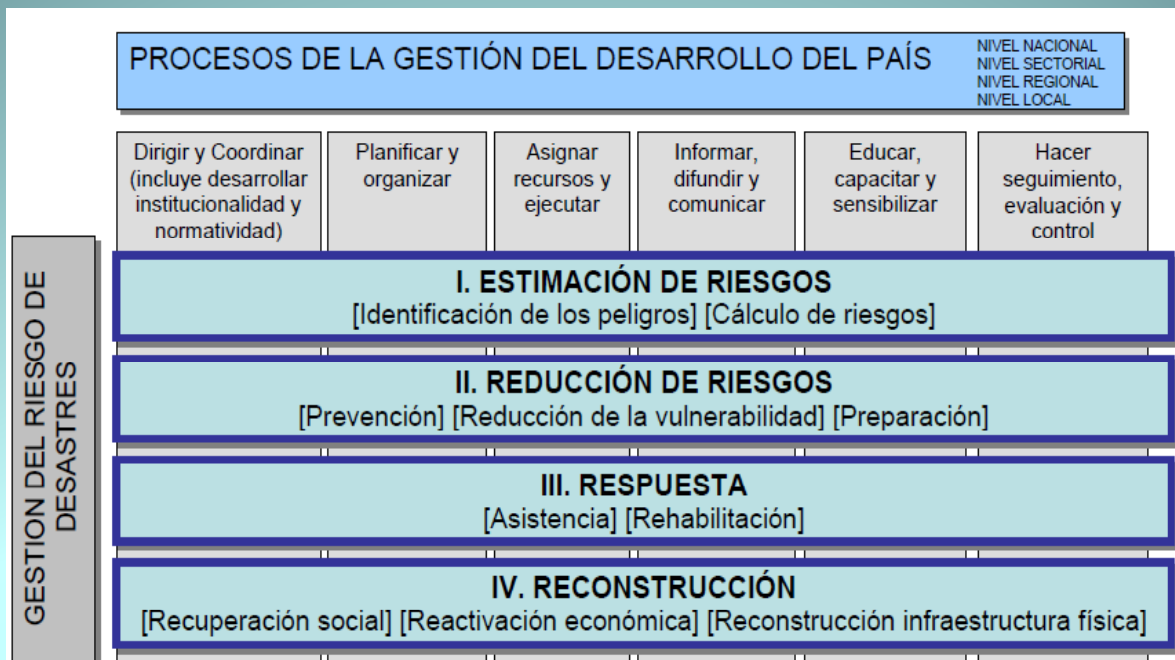 PROCESOS DE LA GESTIÓN DEL DESARROLLO DEL PAÍS
NIVEL NACIONAL
NIVEL SECTORIAL
NIVEL REGIONAL
NIVEL LOCAL
Dirigir y Coordinar
(incluye desarrollar
institucionalidad y
normatividad)
Planificar y
organizar
Asignar
recursos y
ejecutar
Informar,
difundir y
comunicar
Educar,
capacitar y
sensibilizar
Hacer
seguimiento,
evaluación y
control
GESTION DEL RIESGO DE
DESASTRES
I. ESTIMACIÓN DE RIESGOS
[Identificación de los peligros] [Cálculo de riesgos]
II. REDUCCIÓN DE RIESGOS
[Prevención] [Reducción de la vulnerabilidad] [Preparación]
III. RESPUESTA
[Asistencia] [Rehabilitación]
IV. RECONSTRUCCIÓN
[Recuperación social] [Reactivación económica] [Reconstrucción infraestructura física]